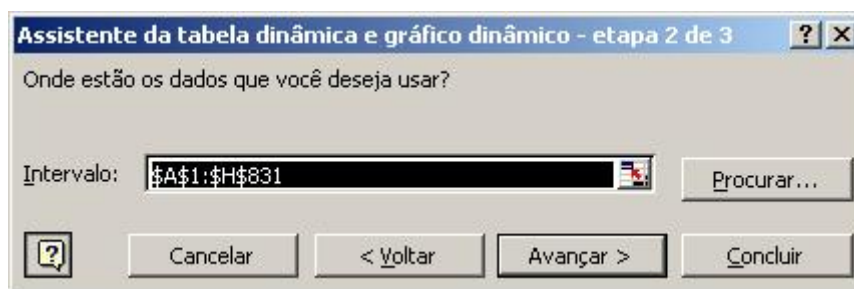 Assistente da tabela dinâmica e gráfico dinâmico - etapa 2 de 3
Onde estão os dados que você deseja usar?
Intervalo: $A$1:$H$831 Procurar...
Cancelar < Voltar Avançar > Concluir